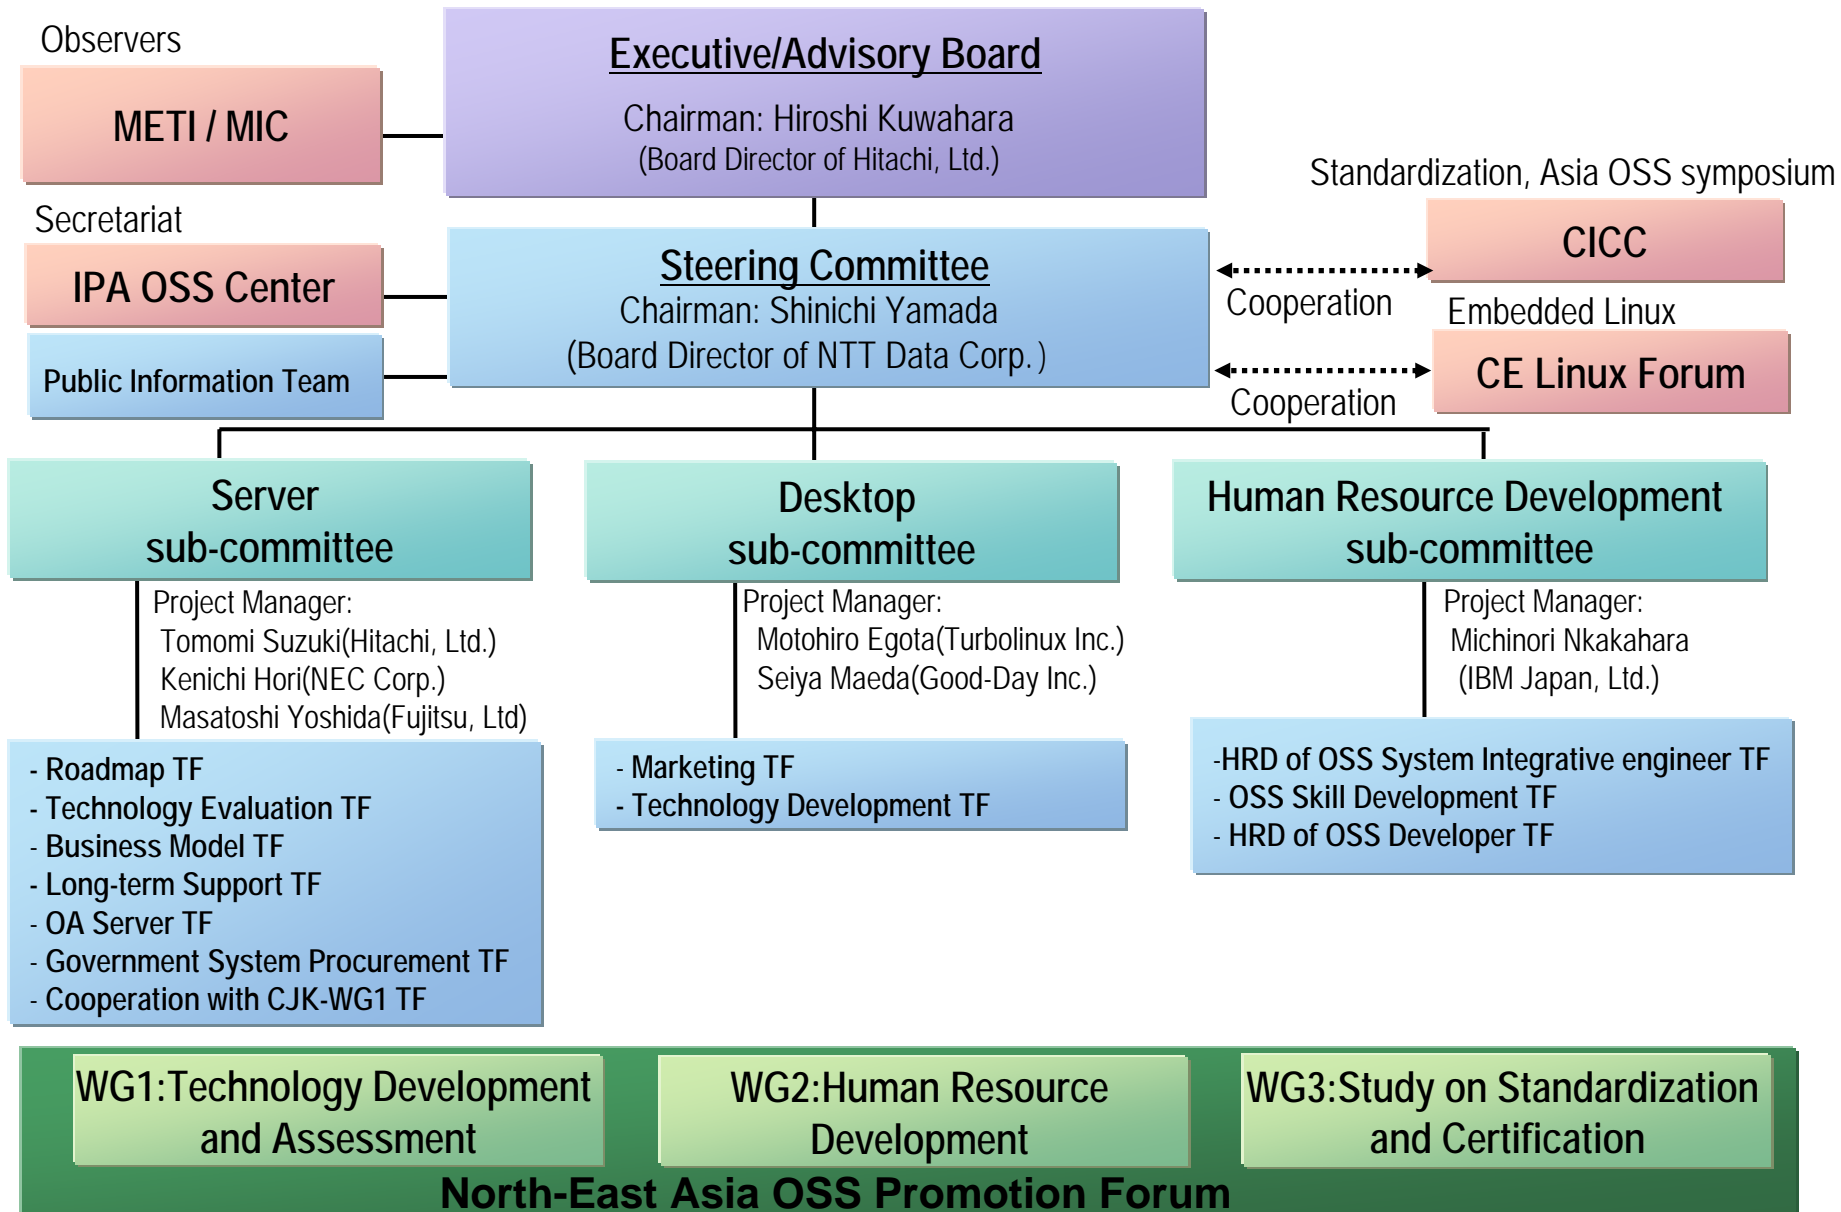 Observers
METI / MIC
Executive/Advisory Board
Chairman: Hiroshi Kuwahara
(Board Director of Hitachi, Ltd.)
Secretariat
IPA OSS Center
Public Information Team
Steering Committee
Chairman: Shinichi Yamada
(Board Director of NTT Data Corp. )
Standardization, Asia OSS symposium
CICC
Cooperation
Embedded Linux
CE Linux Forum
Cooperation
Server
sub-committee
Project Manager:
Tomomi Suzuki(Hitachi, Ltd.)
Kenichi Hori(NEC Corp.)
Masatoshi Yoshida(Fujitsu, Ltd)
- Roadmap TF
- Technology Evaluation TF
- Business Model TF
- Long-term Support TF
- OA Server TF
- Government System Procurement TF
- Cooperation with CJK-WG1 TF
Desktop
sub-committee
Project Manager:
Motohiro Egota(Turbolinux Inc.)
Seiya Maeda(Good-Day Inc.)
- Marketing TF
- Technology Development TF
Human Resource Development
sub-committee
Project Manager:
Michinori Nkakahara
(IBM Japan, Ltd.)
-HRD of OSS System Integrative engineer TF
- OSS Skill Development TF
- HRD of OSS Developer TF
WG1:Technology Development
and Assessment
WG2:Human Resource
Development
WG3:Study on Standardization
and Certification
North-East Asia OSS Promotion Forum